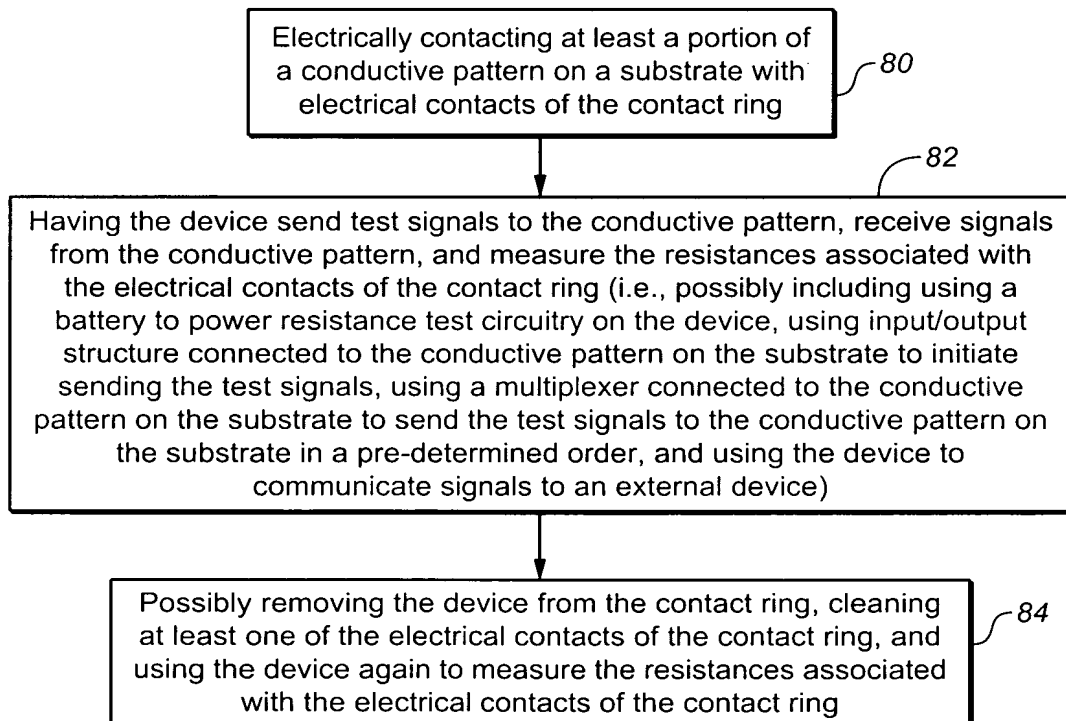 Electrically contacting at least a portion of
a conductive pattern on a substrate with
electrical contacts of the contact ring
80
82
Having the device send test signals to the conductive pattern, receive signals
from the conductive pattern, and measure the resistances associated with
the electrical contacts of the contact ring (i.e., possibly including using a
battery to power resistance test circuitry on the device, using input/output
structure connected to the conductive pattern on the substrate to initiate
sending the test signals, using a multiplexer connected to the conductive
pattern on the substrate to send the test signals to the conductive pattern on
the substrate in a pre-determined order, and using the device to
communicate signals to an external device)
Possibly removing the device from the contact ring, cleaning
at least one of the electrical contacts of the contact ring, and
using the device again to measure the resistances associated
with the electrical contacts of the contact ring
84